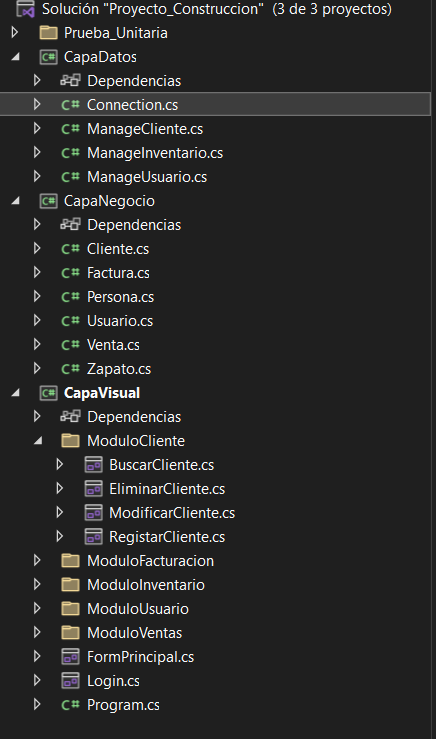 Solución "Proyecto_Construccion" (3 de 3 proyectos)
Prueba_Unitaria
C# CapaDatos
Dependencias
C# Connection.cs
C# ManageCliente.cs
C# ManageInventario.cs
C# ManageUsuario.cs
C# CapaNegocio
Dependencias
C# Cliente.cs
C# Factura.cs
C# Persona.cs
C# Usuario.cs
C# Venta.cs
C# Zapato.cs
C# CapaVisual
Dependencias
ModuloCliente
BuscarCliente.cs
EliminarCliente.cs
ModificarCliente.cs
RegistarCliente.cs
ModuloFacturacion
ModuloInventario
ModuloUsuario
ModuloVentas
FormPrincipal.cs
Login.cs
C# Program.cs